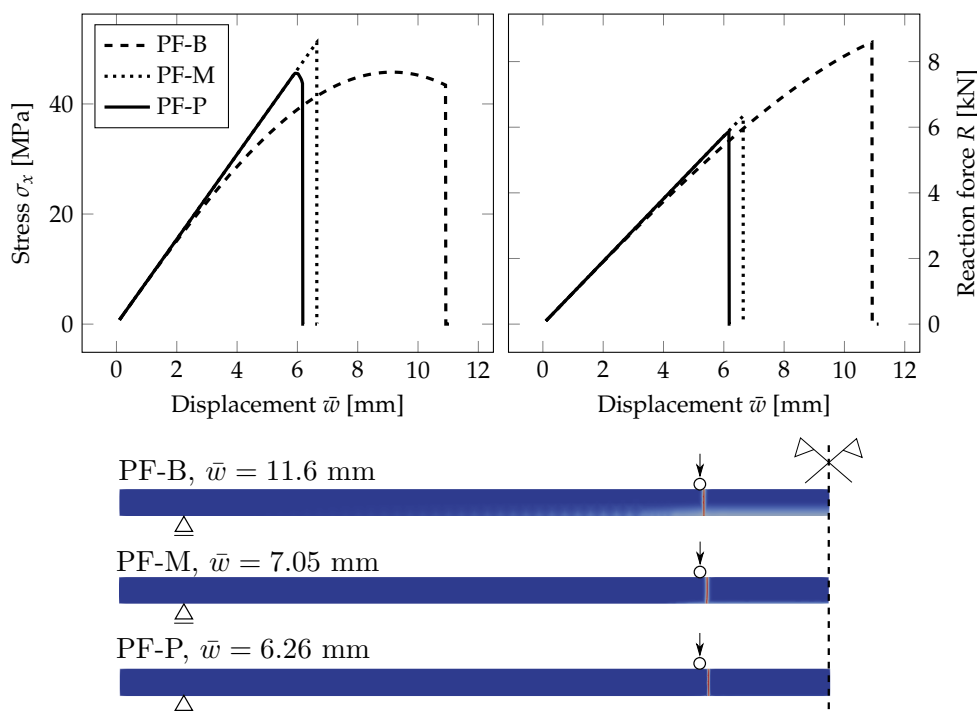 PF-B
PF-M
PF-P
Stress σₓ [MPa]
40
20
0
0 2 4 6 8 10 12
Displacement w̄ [mm]
Reaction force R [kN]
8
6
4
2
0
0 2 4 6 8 10 12
Displacement w̄ [mm]
PF-B, w̄ = 11.6 mm
PF-M, w̄ = 7.05 mm
PF-P, w̄ = 6.26 mm